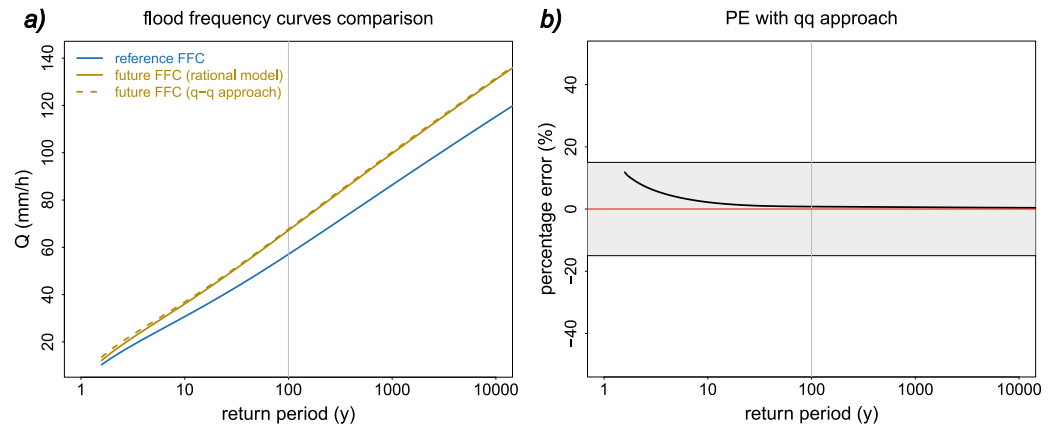 a)
flood frequency curves comparison
reference FFC
future FFC (rational model)
future FFC (q−q approach)
Q (mm/h)
140
120
100
80
60
40
20
1
10
100
1000
10000
return period (y)
b)
PE with qq approach
percentage error (%)
40
20
0
−20
−40
1
10
100
1000
10000
return period (y)